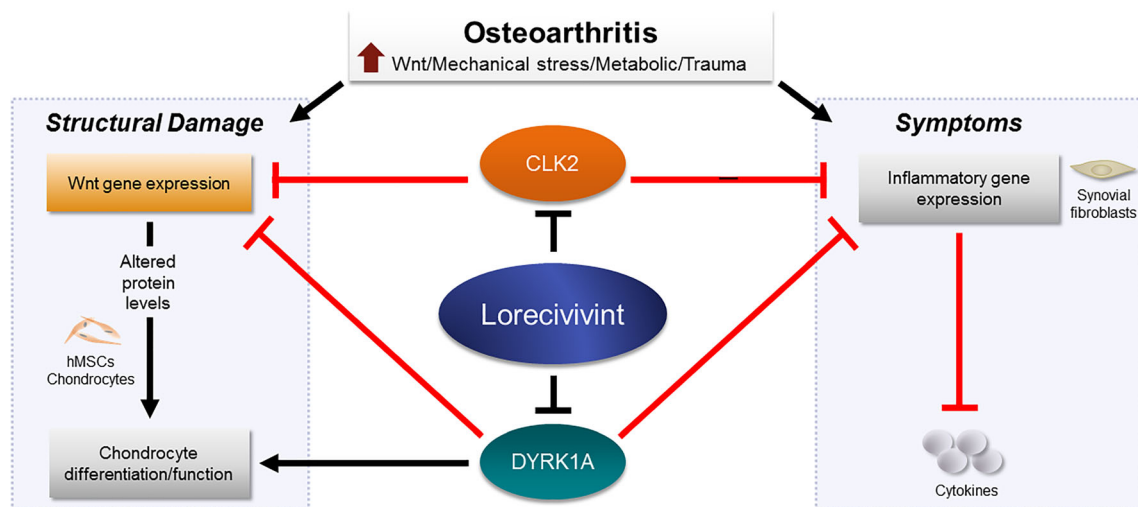 Osteoarthritis
Wnt/Mechanical stress/Metabolic/Trauma
Structural Damage
Wnt gene expression
Altered
protein
levels
hMSCs
Chondrocytes
Chondrocyte
differentiation/function
CLK2
Lorecivivint
DYRK1A
Symptoms
Inflammatory gene
expression
Synovial
fibroblasts
Cytokines